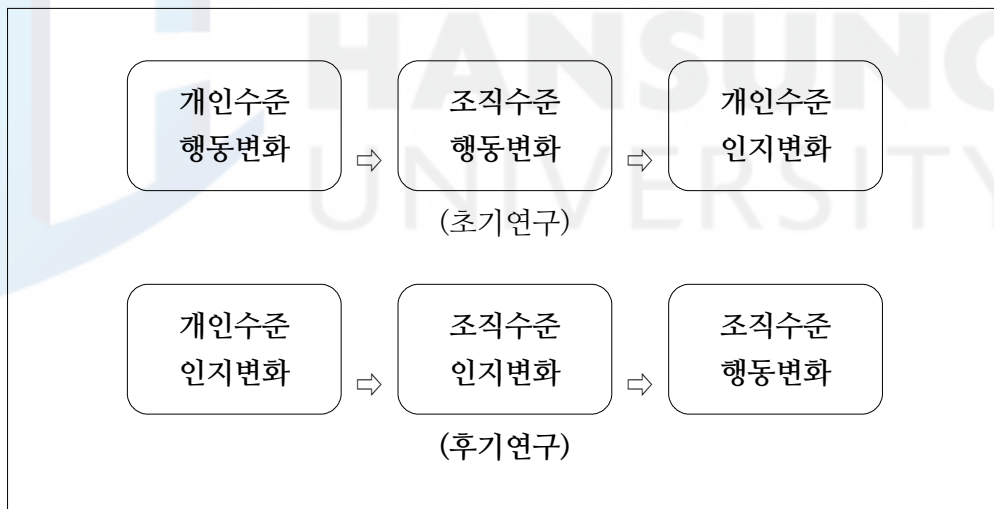 HANSUNG
UNIVERSITY
개인수준 조직수준 개인수준
행동변화 ⇨ 행동변화 ⇨ 인지변화
(초기연구)
개인수준 조직수준 조직수준
인지변화 ⇨ 인지변화 ⇨ 행동변화
(후기연구)